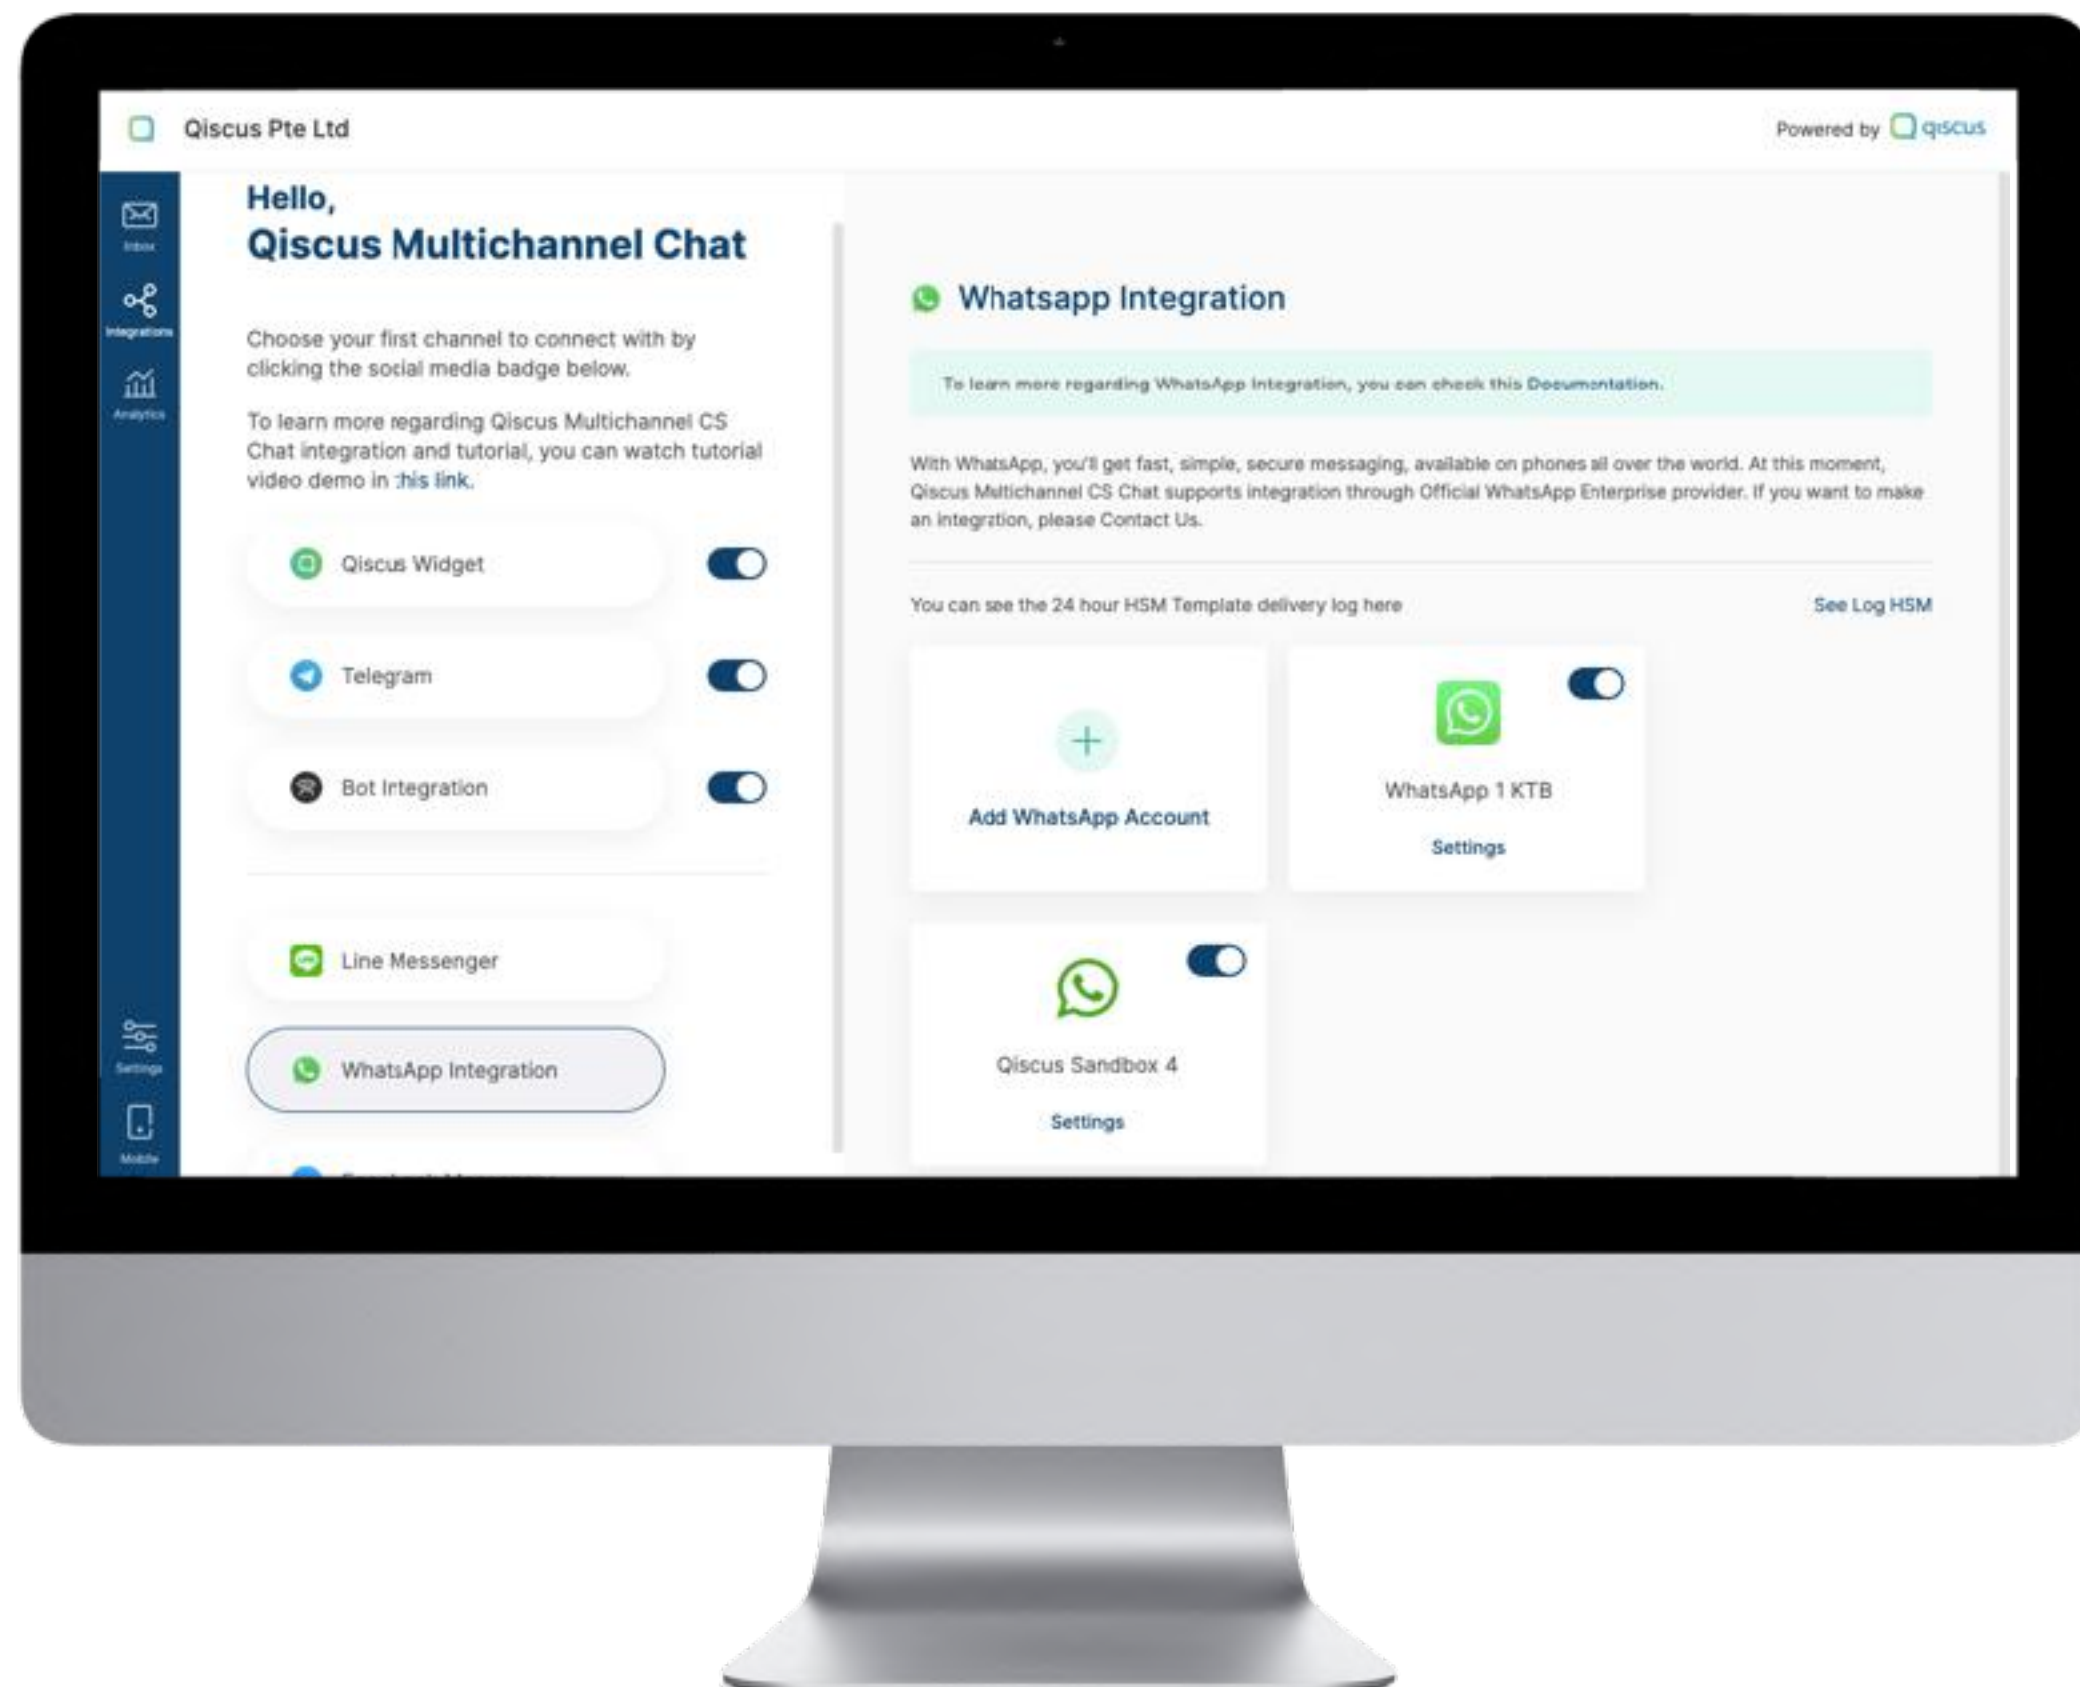 Qiscus Pte Ltd
Powered by qiscus
Inbox
Integrations
Analytics
Settings
Mobile
Hello,
Qiscus Multichannel Chat
Choose your first channel to connect with by
clicking the social media badge below.
To learn more regarding Qiscus Multichannel CS
Chat integration and tutorial, you can watch tutorial
video demo in this link.
Qiscus Widget
Telegram
Bot Integration
Line Messenger
WhatsApp Integration
Whatsapp Integration
To learn more regarding WhatsApp Integration, you can check this Documentation.
With WhatsApp, you'll get fast, simple, secure messaging, available on phones all over the world. At this moment,
Qiscus Multichannel CS Chat supports integration through Official WhatsApp Enterprise provider. If you want to make
an integration, please Contact Us.
You can see the 24 hour HSM Template delivery log here
See Log HSM
Add WhatsApp Account
WhatsApp 1 KTB
Settings
Qiscus Sandbox 4
Settings